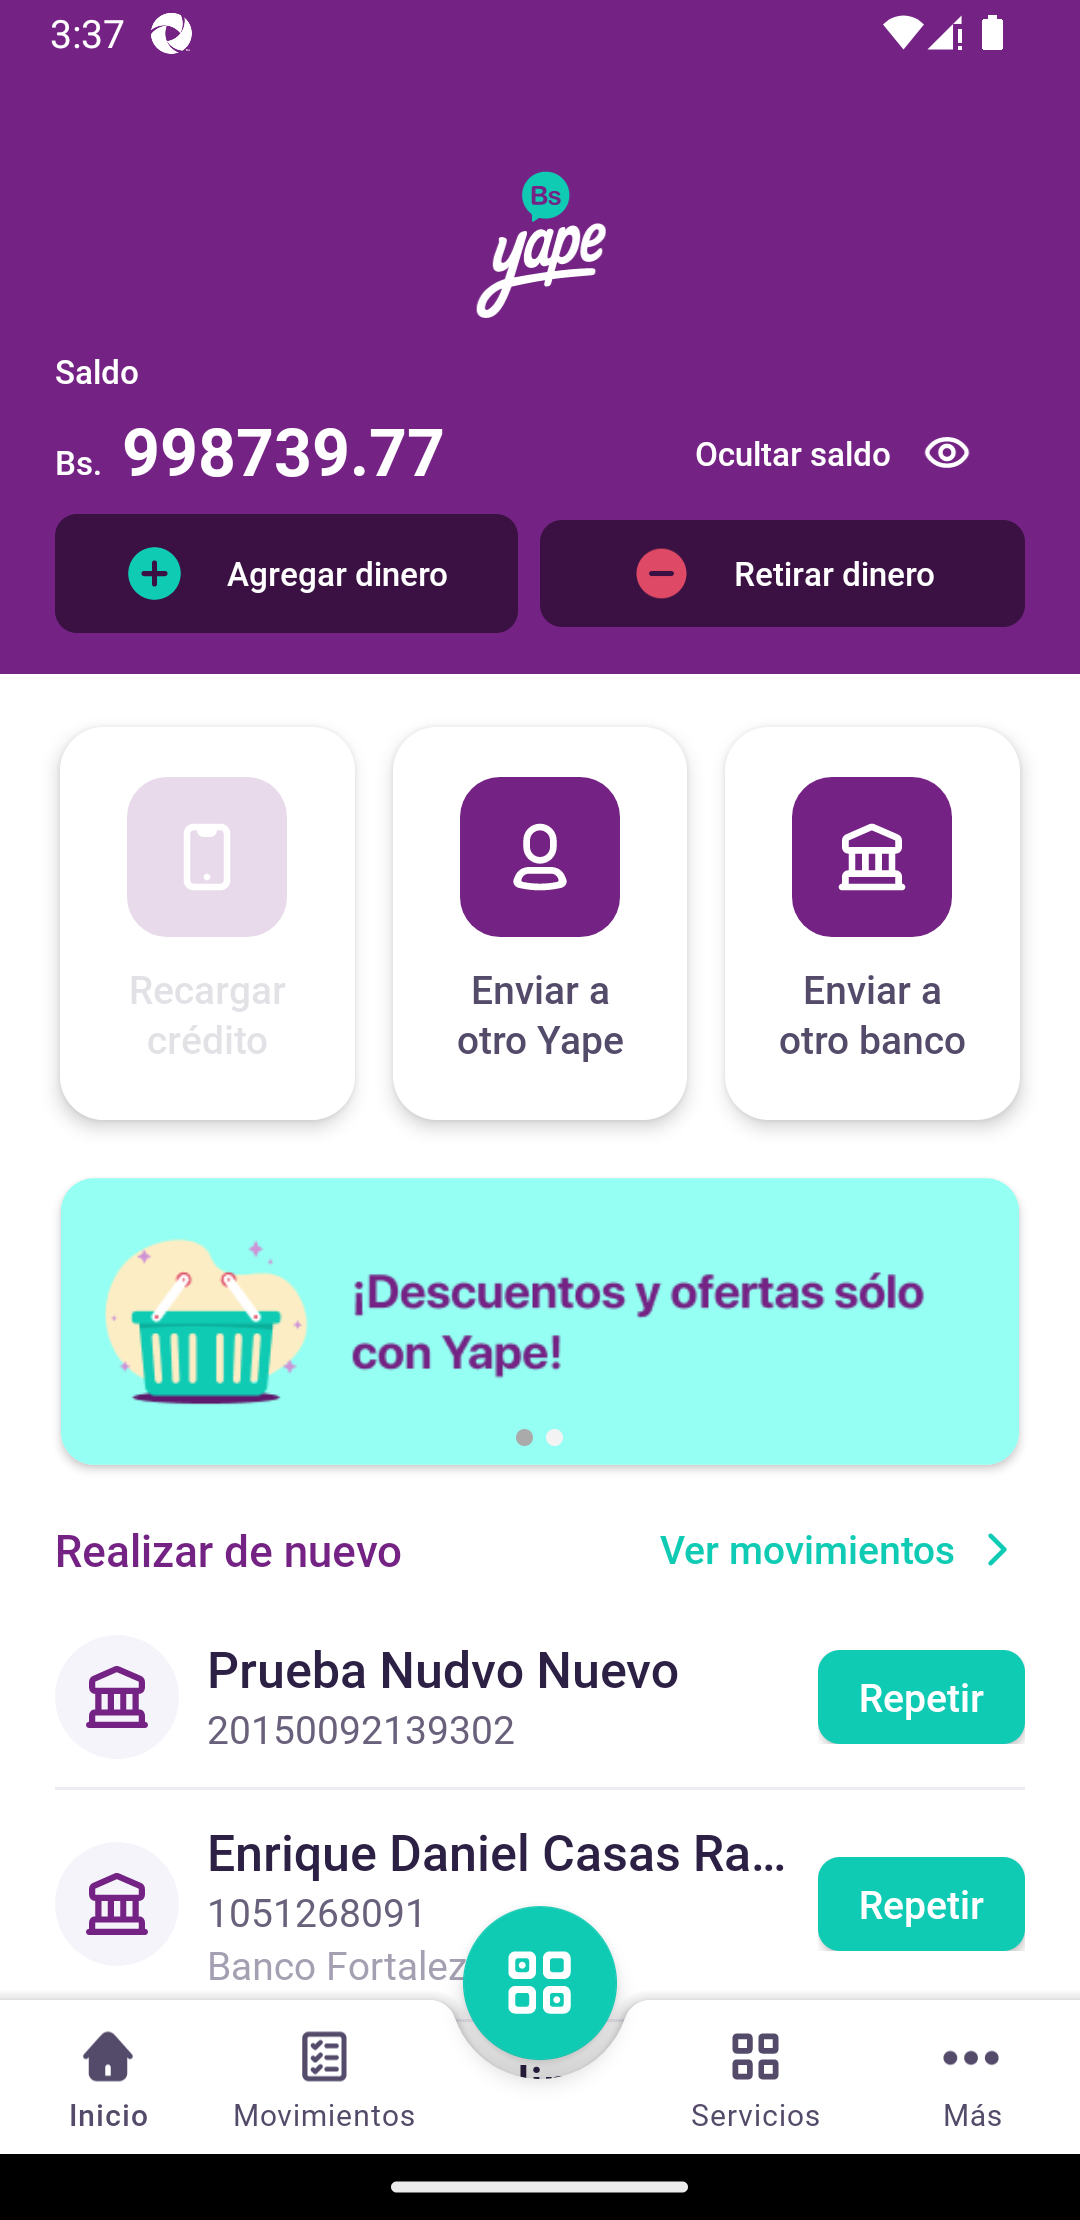 3:37
Bs
yape
Saldo
Bs. 998739.77
Ocultar saldo
Agregar dinero
Retirar dinero
Recargar
crédito
Enviar a
otro Yape
Enviar a
otro banco
¡Descuentos y ofertas sólo
con Yape!
Realizar de nuevo
Ver movimientos
Prueba Nudvo Nuevo
20150092139302
Repetir
Enrique Daniel Casas Ra...
1051268091
Banco Fortalez
Repetir
Inicio
Movimientos
Servicios
Más